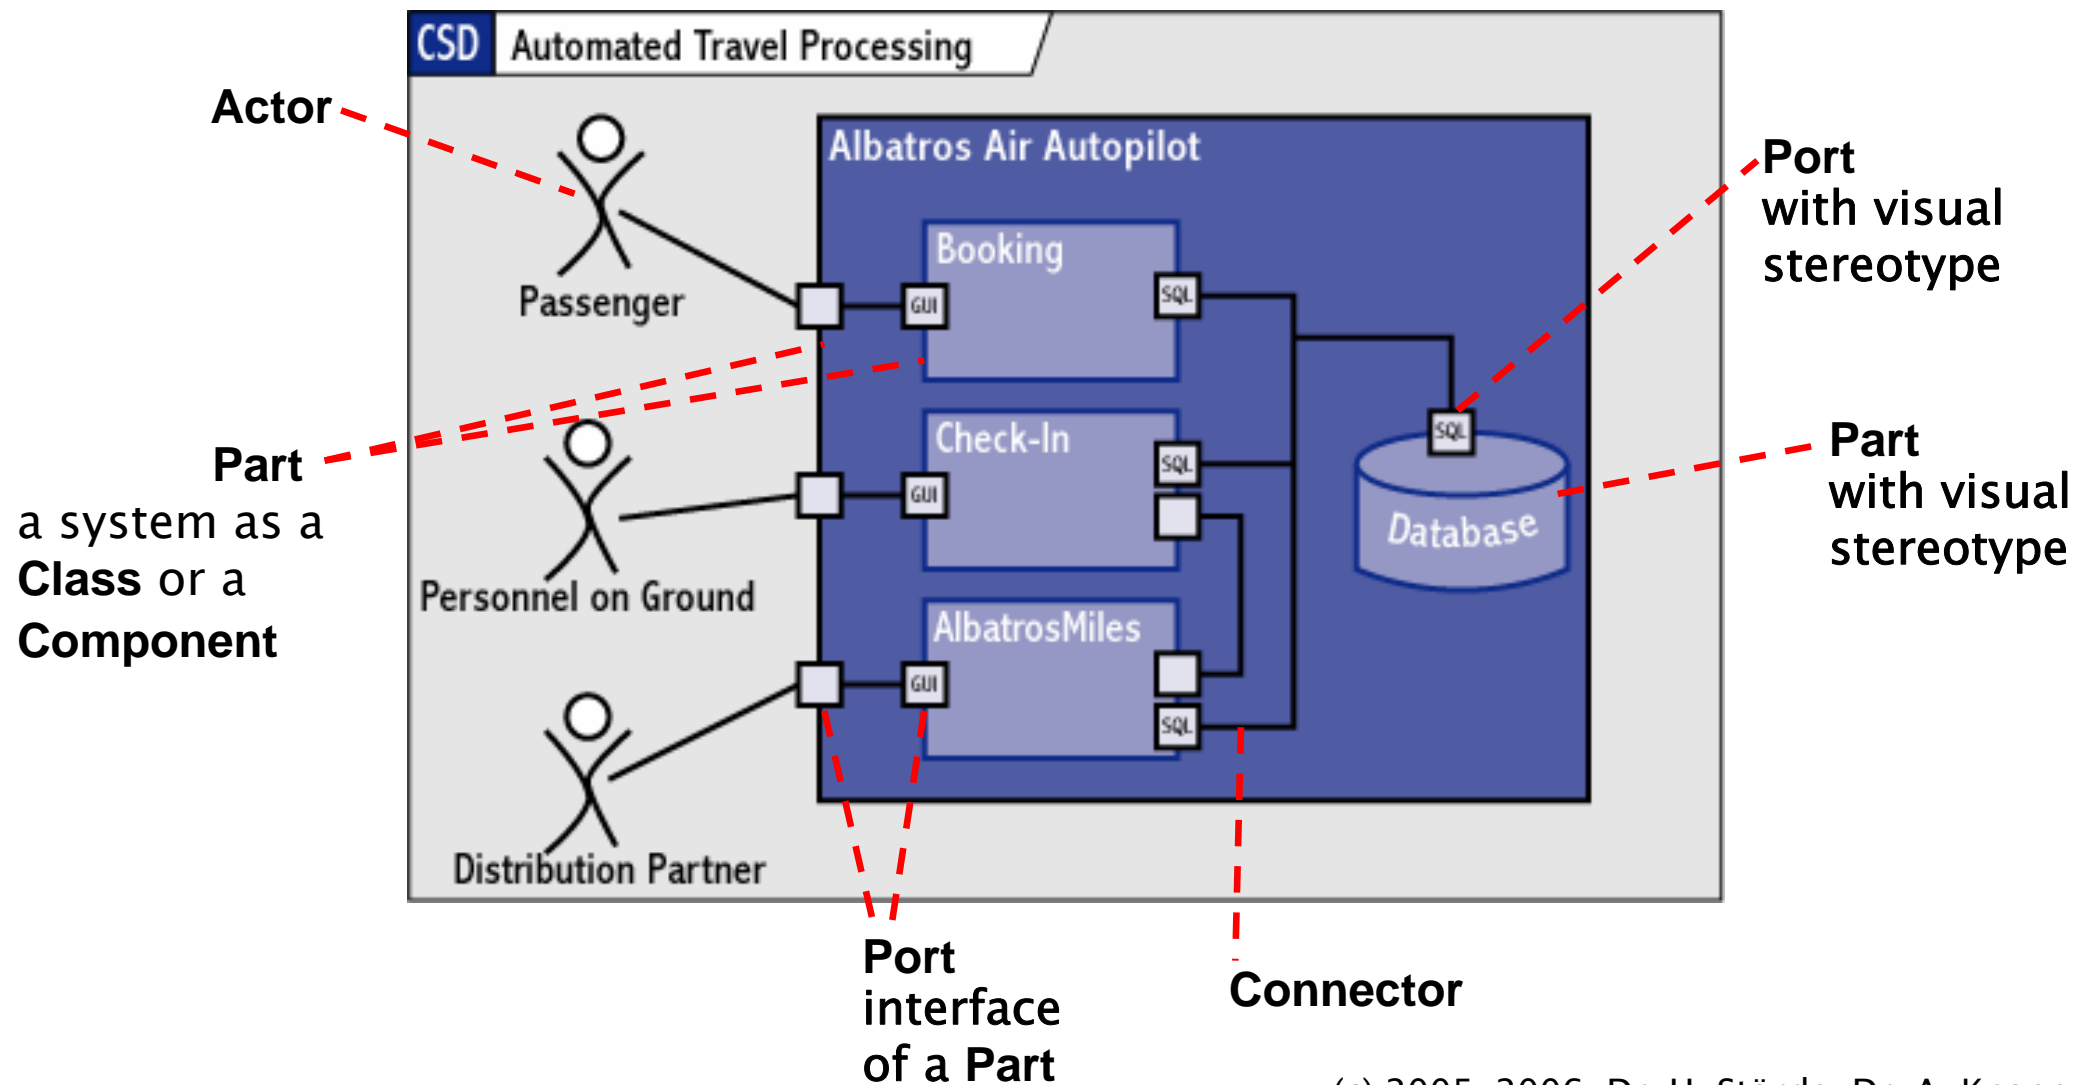 CSD Automated Travel Processing
Actor
Albatros Air Autopilot
Port
with visual
stereotype
Booking
GUI
SQL
Passenger
SQL
Part
with visual
stereotype
Check-In
SQL
GUI
Database
Part
a system as a
Class or a
Component
Personnel on Ground
AlbatrosMiles
GUI
SQL
Distribution Partner
Port
interface
of a Part
Connector